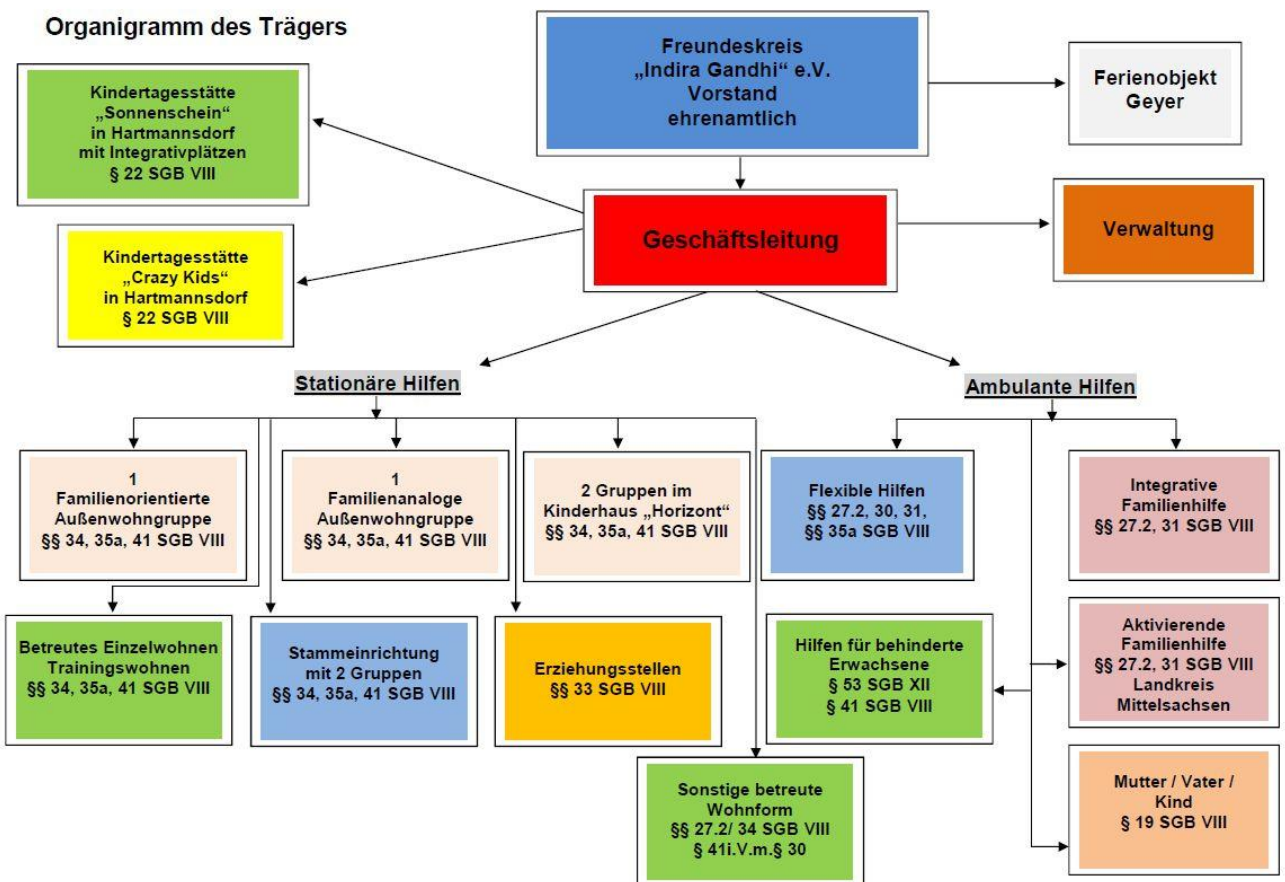 Organigramm des Trägers
Freundeskreis
„Indira Gandhi“ e.V.
Vorstand
ehrenamtlich
Ferienobjekt
Geyer
Kindertagesstätte
„Sonnenschein“
in Hartmannsdorf
mit Integrativplätzen
§ 22 SGB VIII
Geschäftsleitung
Verwaltung
Kindertagesstätte
„Crazy Kids“
in Hartmannsdorf
§ 22 SGB VIII
Stationäre Hilfen
Ambulante Hilfen
1
Familienorientierte
Außenwohngruppe
§§ 34, 35a, 41 SGB VIII
1
Familienanaloge
Außenwohngruppe
§§ 34, 35a, 41 SGB VIII
2 Gruppen im
Kinderhaus „Horizont“
§§ 34, 35a, 41 SGB VIII
Flexible Hilfen
§§ 27.2, 30, 31,
§§ 35a SGB VIII
Integrative
Familienhilfe
§§ 27.2, 31 SGB VIII
Betreutes Einzelwohnen
Trainingswohnen
§§ 34, 35a, 41 SGB VIII
Stammeinrichtung
mit 2 Gruppen
§§ 34, 35a, 41 SGB VIII
Erziehungsstellen
§§ 33 SGB VIII
Hilfen für behinderte
Erwachsene
§ 53 SGB XII
§ 41 SGB VIII
Aktivierende
Familienhilfe
§§ 27.2, 31 SGB VIII
Landkreis
Mittelsachsen
Sonstige betreute
Wohnform
§§ 27.2/ 34 SGB VIII
§ 41i.V.m.§ 30
Mutter / Vater /
Kind
§ 19 SGB VIII